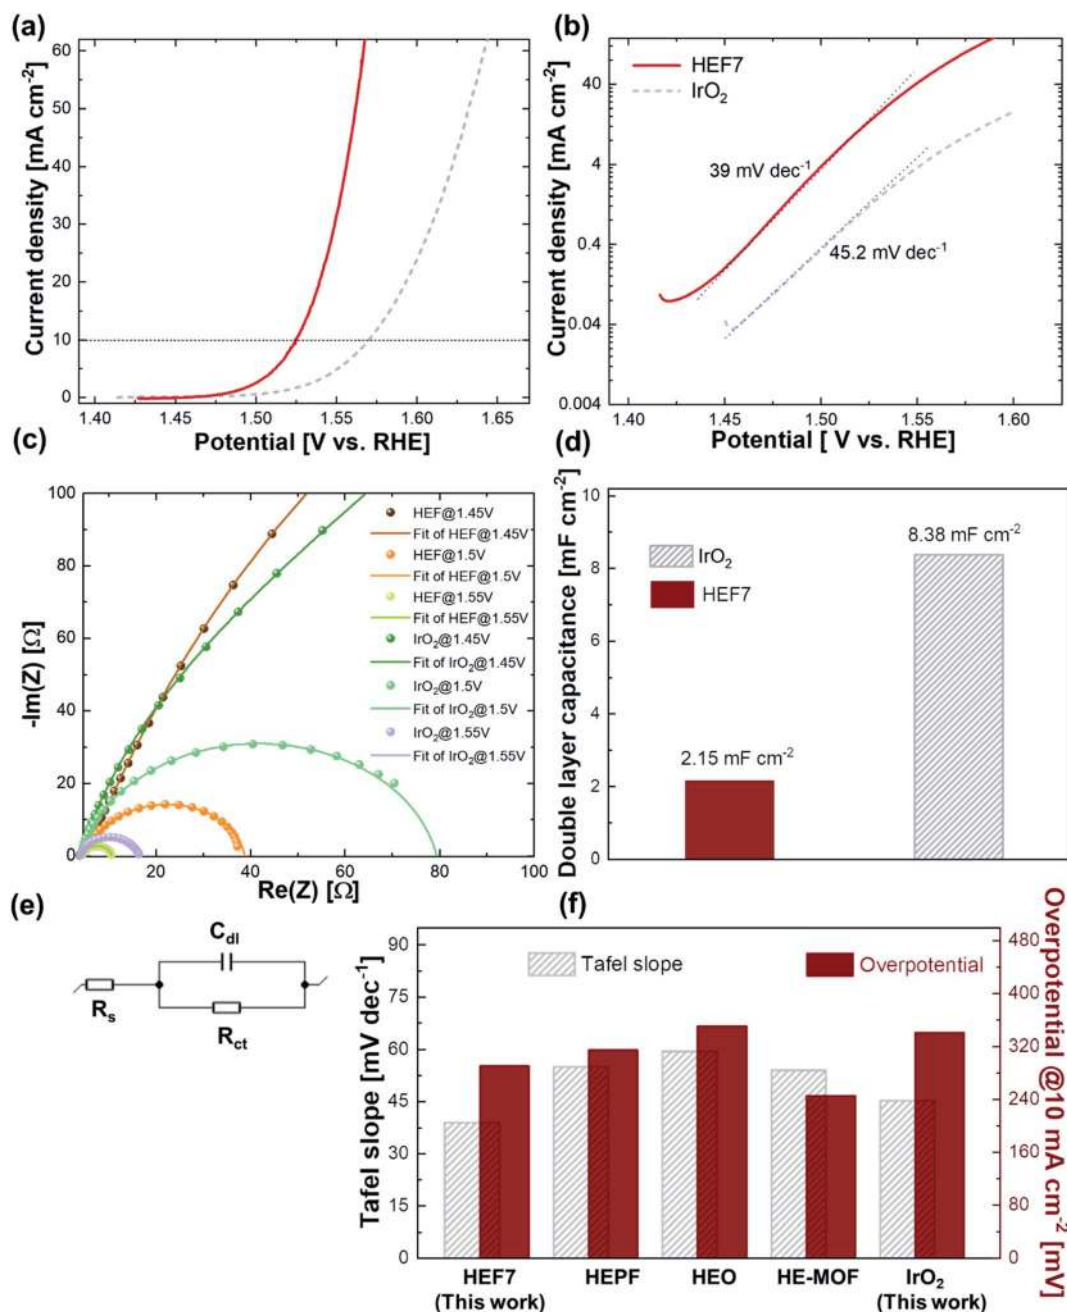 (a)
Current density [mA cm⁻²]
60
50
40
30
20
10
0
1.40 1.45 1.50 1.55 1.60 1.65
Potential [V vs. RHE]
(b)
HEF7
IrO₂
Current density [mA cm⁻²]
40
4
0.4
0.04
0.004
39 mV dec⁻¹
45.2 mV dec⁻¹
1.40 1.45 1.50 1.55 1.60
Potential [ V vs. RHE]
(c)
-Im(Z) [Ω]
100
80
60
40
20
0
HEF@1.45V
Fit of HEF@1.45V
HEF@1.5V
Fit of HEF@1.5V
HEF@1.55V
Fit of HEF@1.55V
IrO₂@1.45V
Fit of IrO₂@1.45V
IrO₂@1.5V
Fit of IrO₂@1.5V
IrO₂@1.55V
Fit of IrO₂@1.55V
20 40 60 80 100
Re(Z) [Ω]
(d)
Double layer capacitance [mF cm⁻²]
10
8
6
4
2
0
IrO₂
HEF7
2.15 mF cm⁻²
8.38 mF cm⁻²
(e)
C_dl
R_s
R_ct
(f)
Tafel slope [mV dec⁻¹]
90
75
60
45
30
15
0
Tafel slope
Overpotential
480
400
320
240
160
80
0
Overpotential @10 mA cm⁻² [mV]
HEF7 HEPF HEO HE-MOF IrO₂
(This work) (This work)